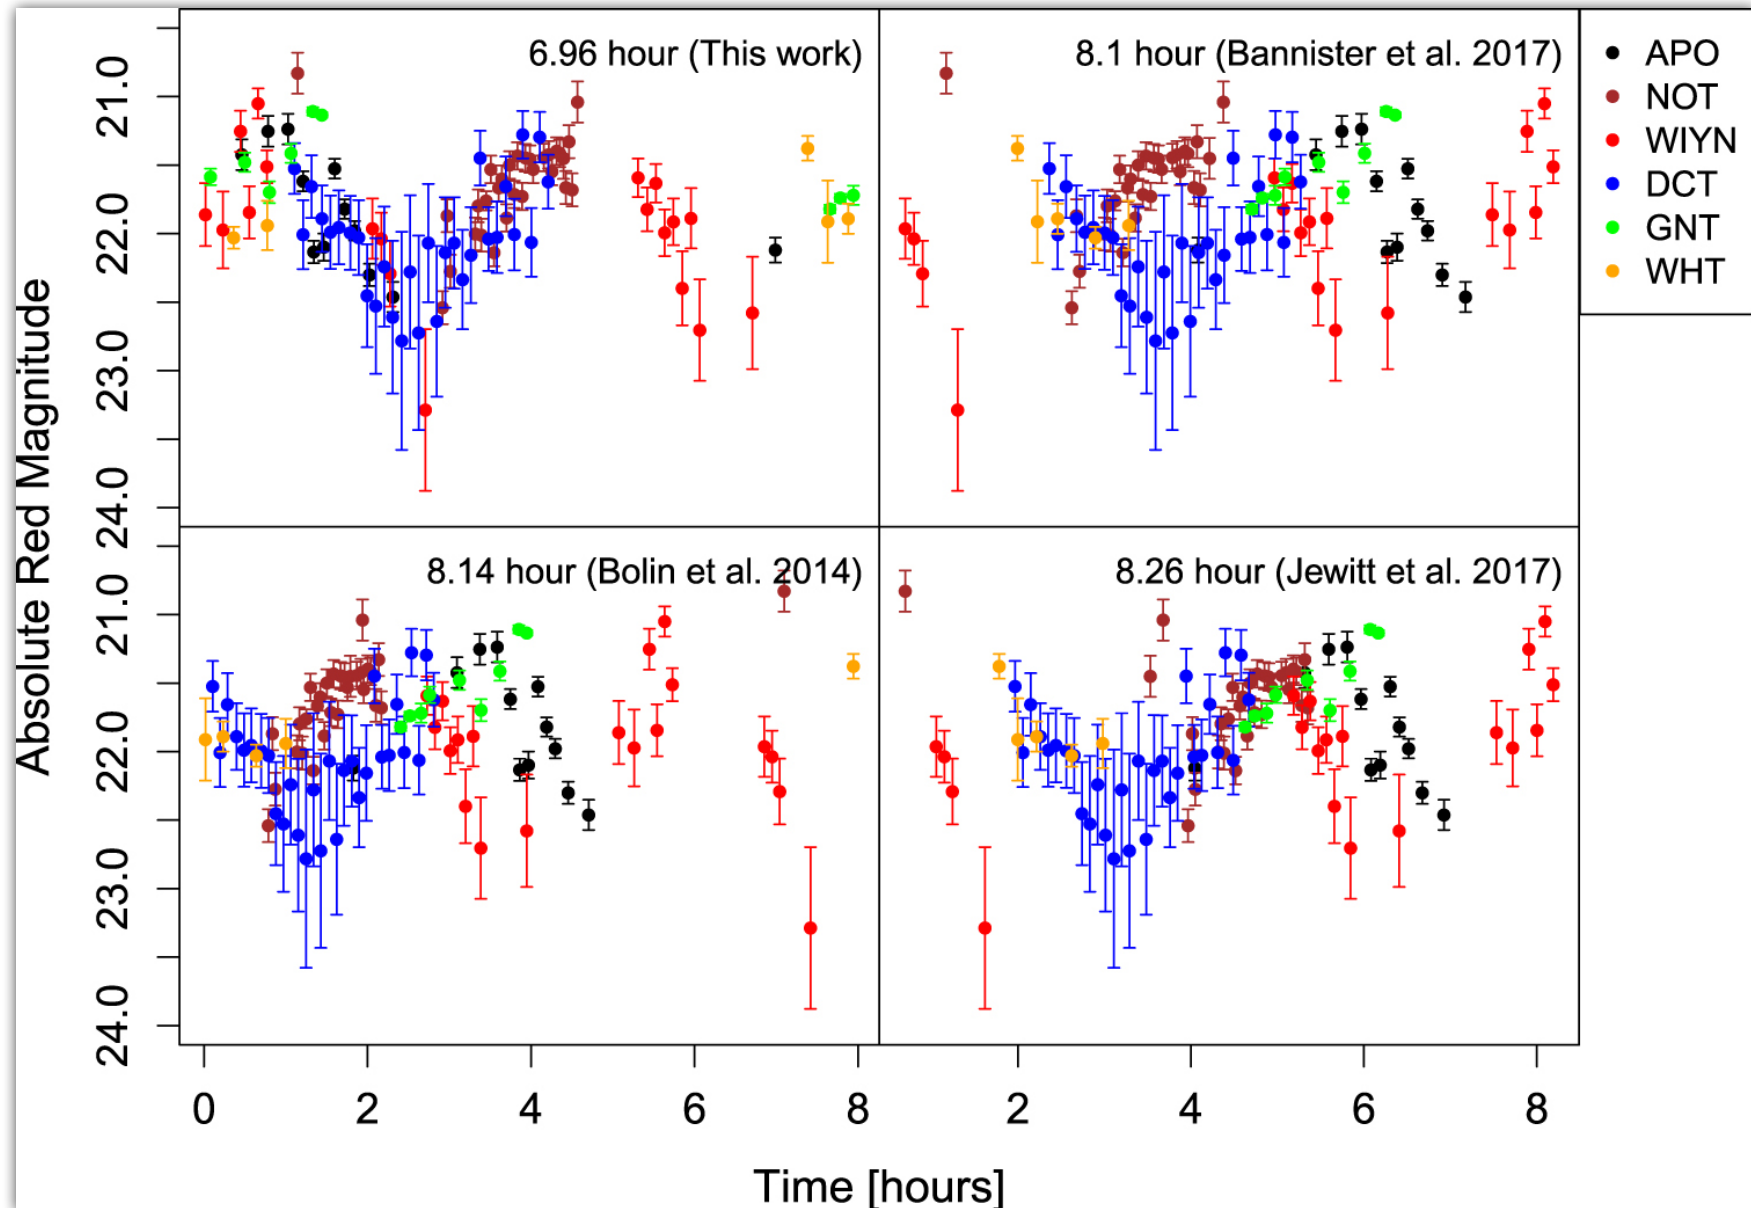 6.96 hour (This work)
8.1 hour (Bannister et al. 2017)
APO
NOT
WIYN
DCT
GNT
WHT
21.0
22.0
23.0
24.0
8.14 hour (Bolin et al. 2014)
8.26 hour (Jewitt et al. 2017)
21.0
22.0
23.0
24.0
Absolute Red Magnitude
0 2 4 6 8 2 4 6 8
Time [hours]